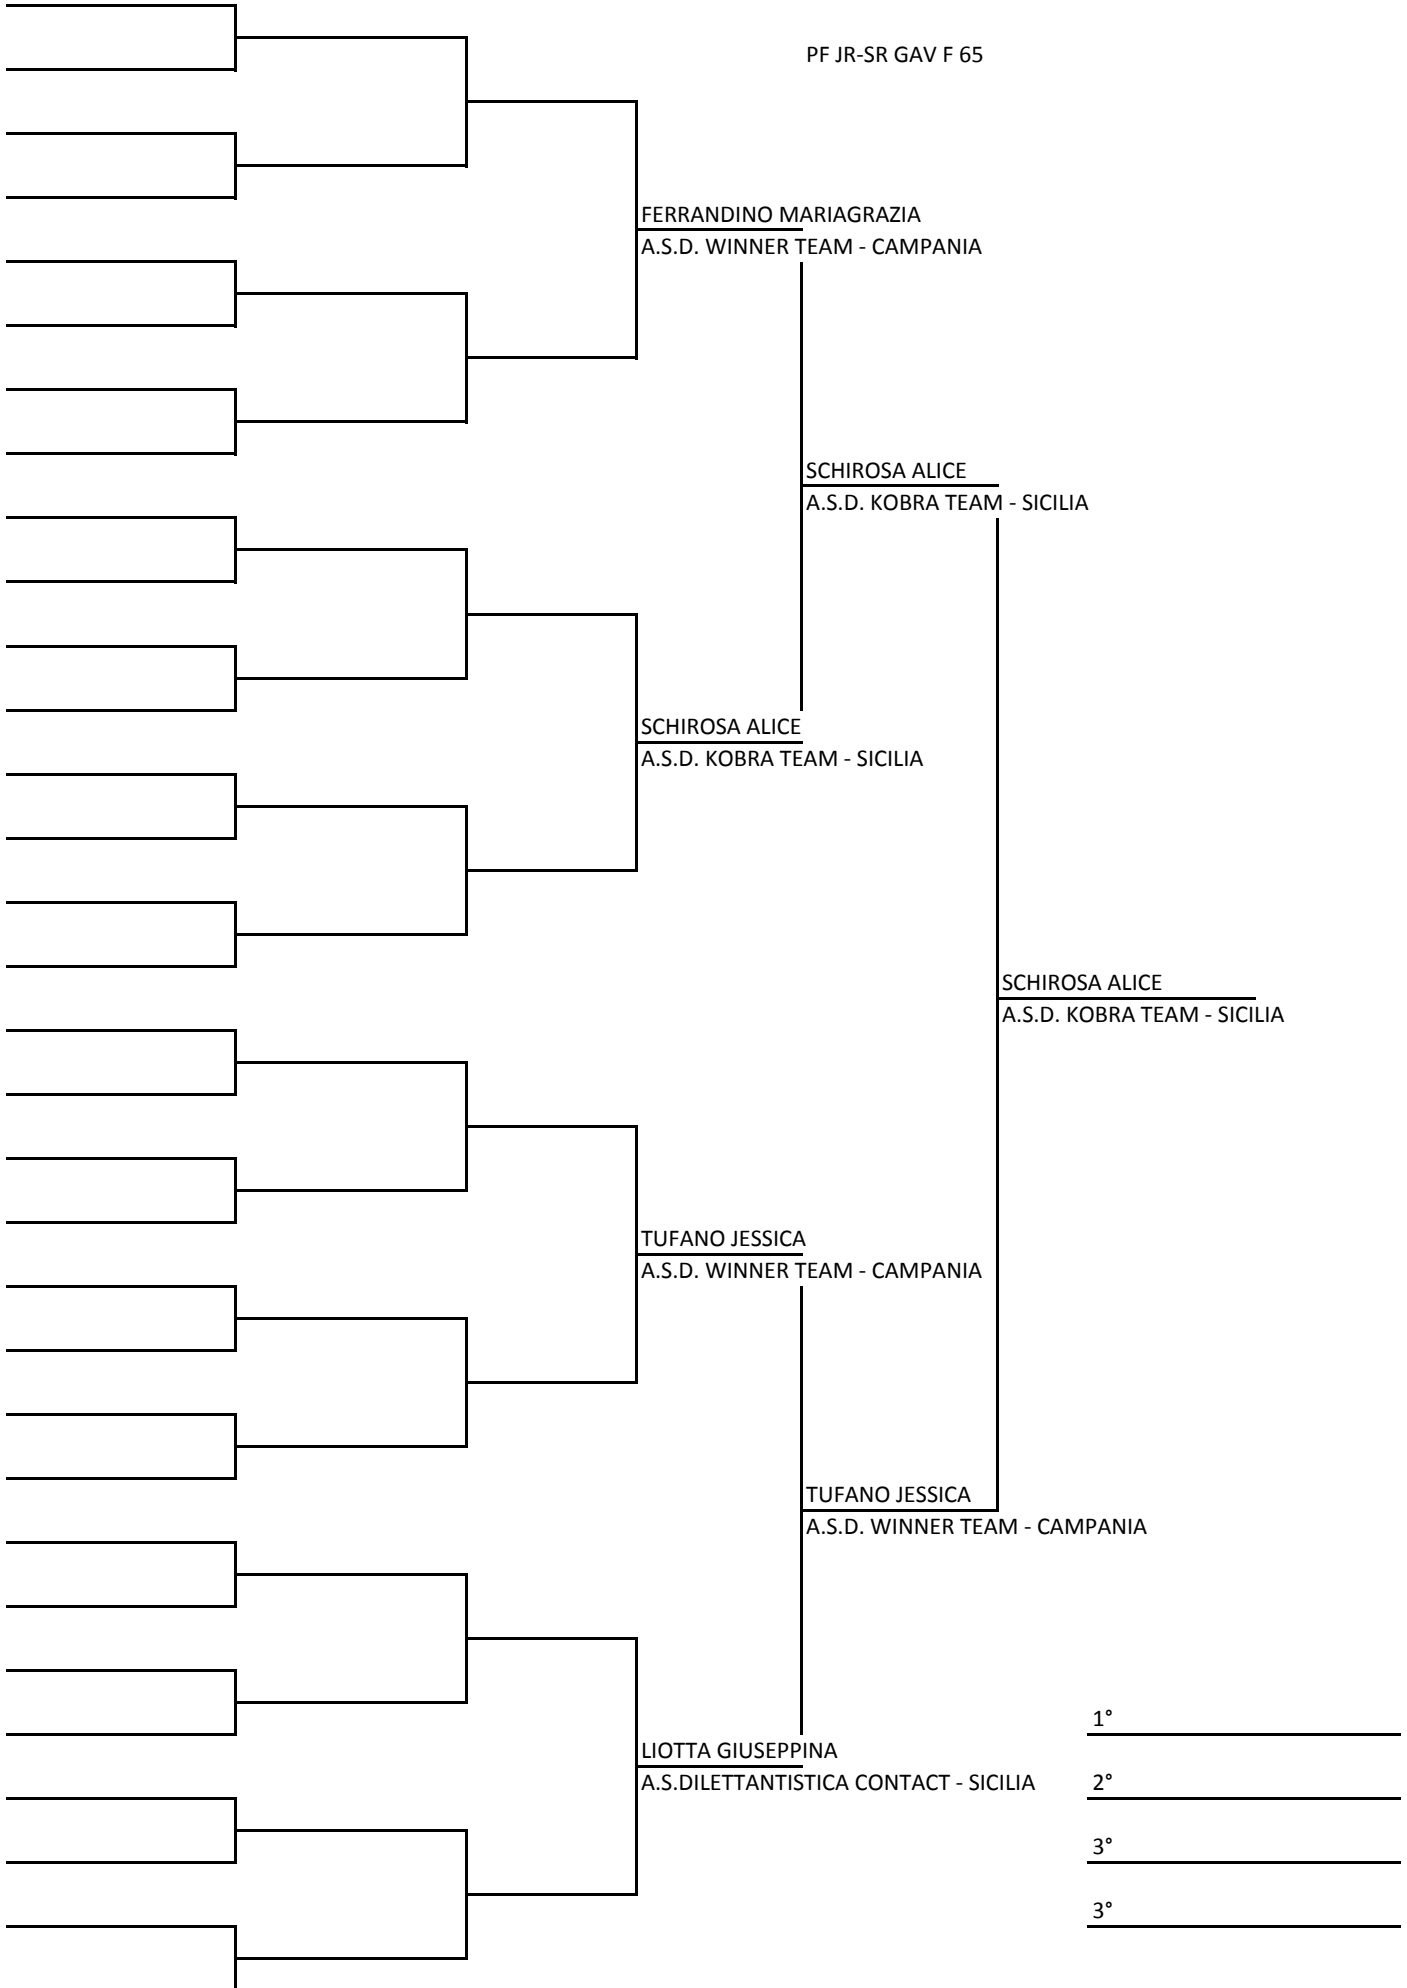 PF JR-SR GAV F 65
FERRANDINO MARIAGRAZIA
A.S.D. WINNER TEAM - CAMPANIA
SCHIROSA ALICE
A.S.D. KOBRA TEAM - SICILIA
SCHIROSA ALICE
A.S.D. KOBRA TEAM - SICILIA
SCHIROSA ALICE
A.S.D. KOBRA TEAM - SICILIA
TUFANO JESSICA
A.S.D. WINNER TEAM - CAMPANIA
TUFANO JESSICA
A.S.D. WINNER TEAM - CAMPANIA
1°
LIOTTA GIUSEPPINA
A.S.DILETTANTISTICA CONTACT - SICILIA
2°
3°
3°